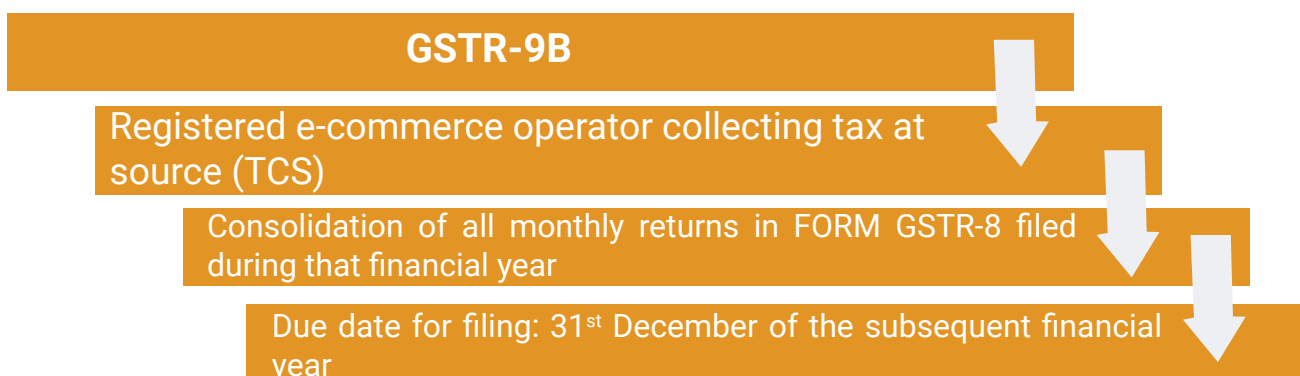 GSTR-9B
Registered e-commerce operator collecting tax at
source (TCS)
Consolidation of all monthly returns in FORM GSTR-8 filed
during that financial year
Due date for filing: 31st December of the subsequent financial
year